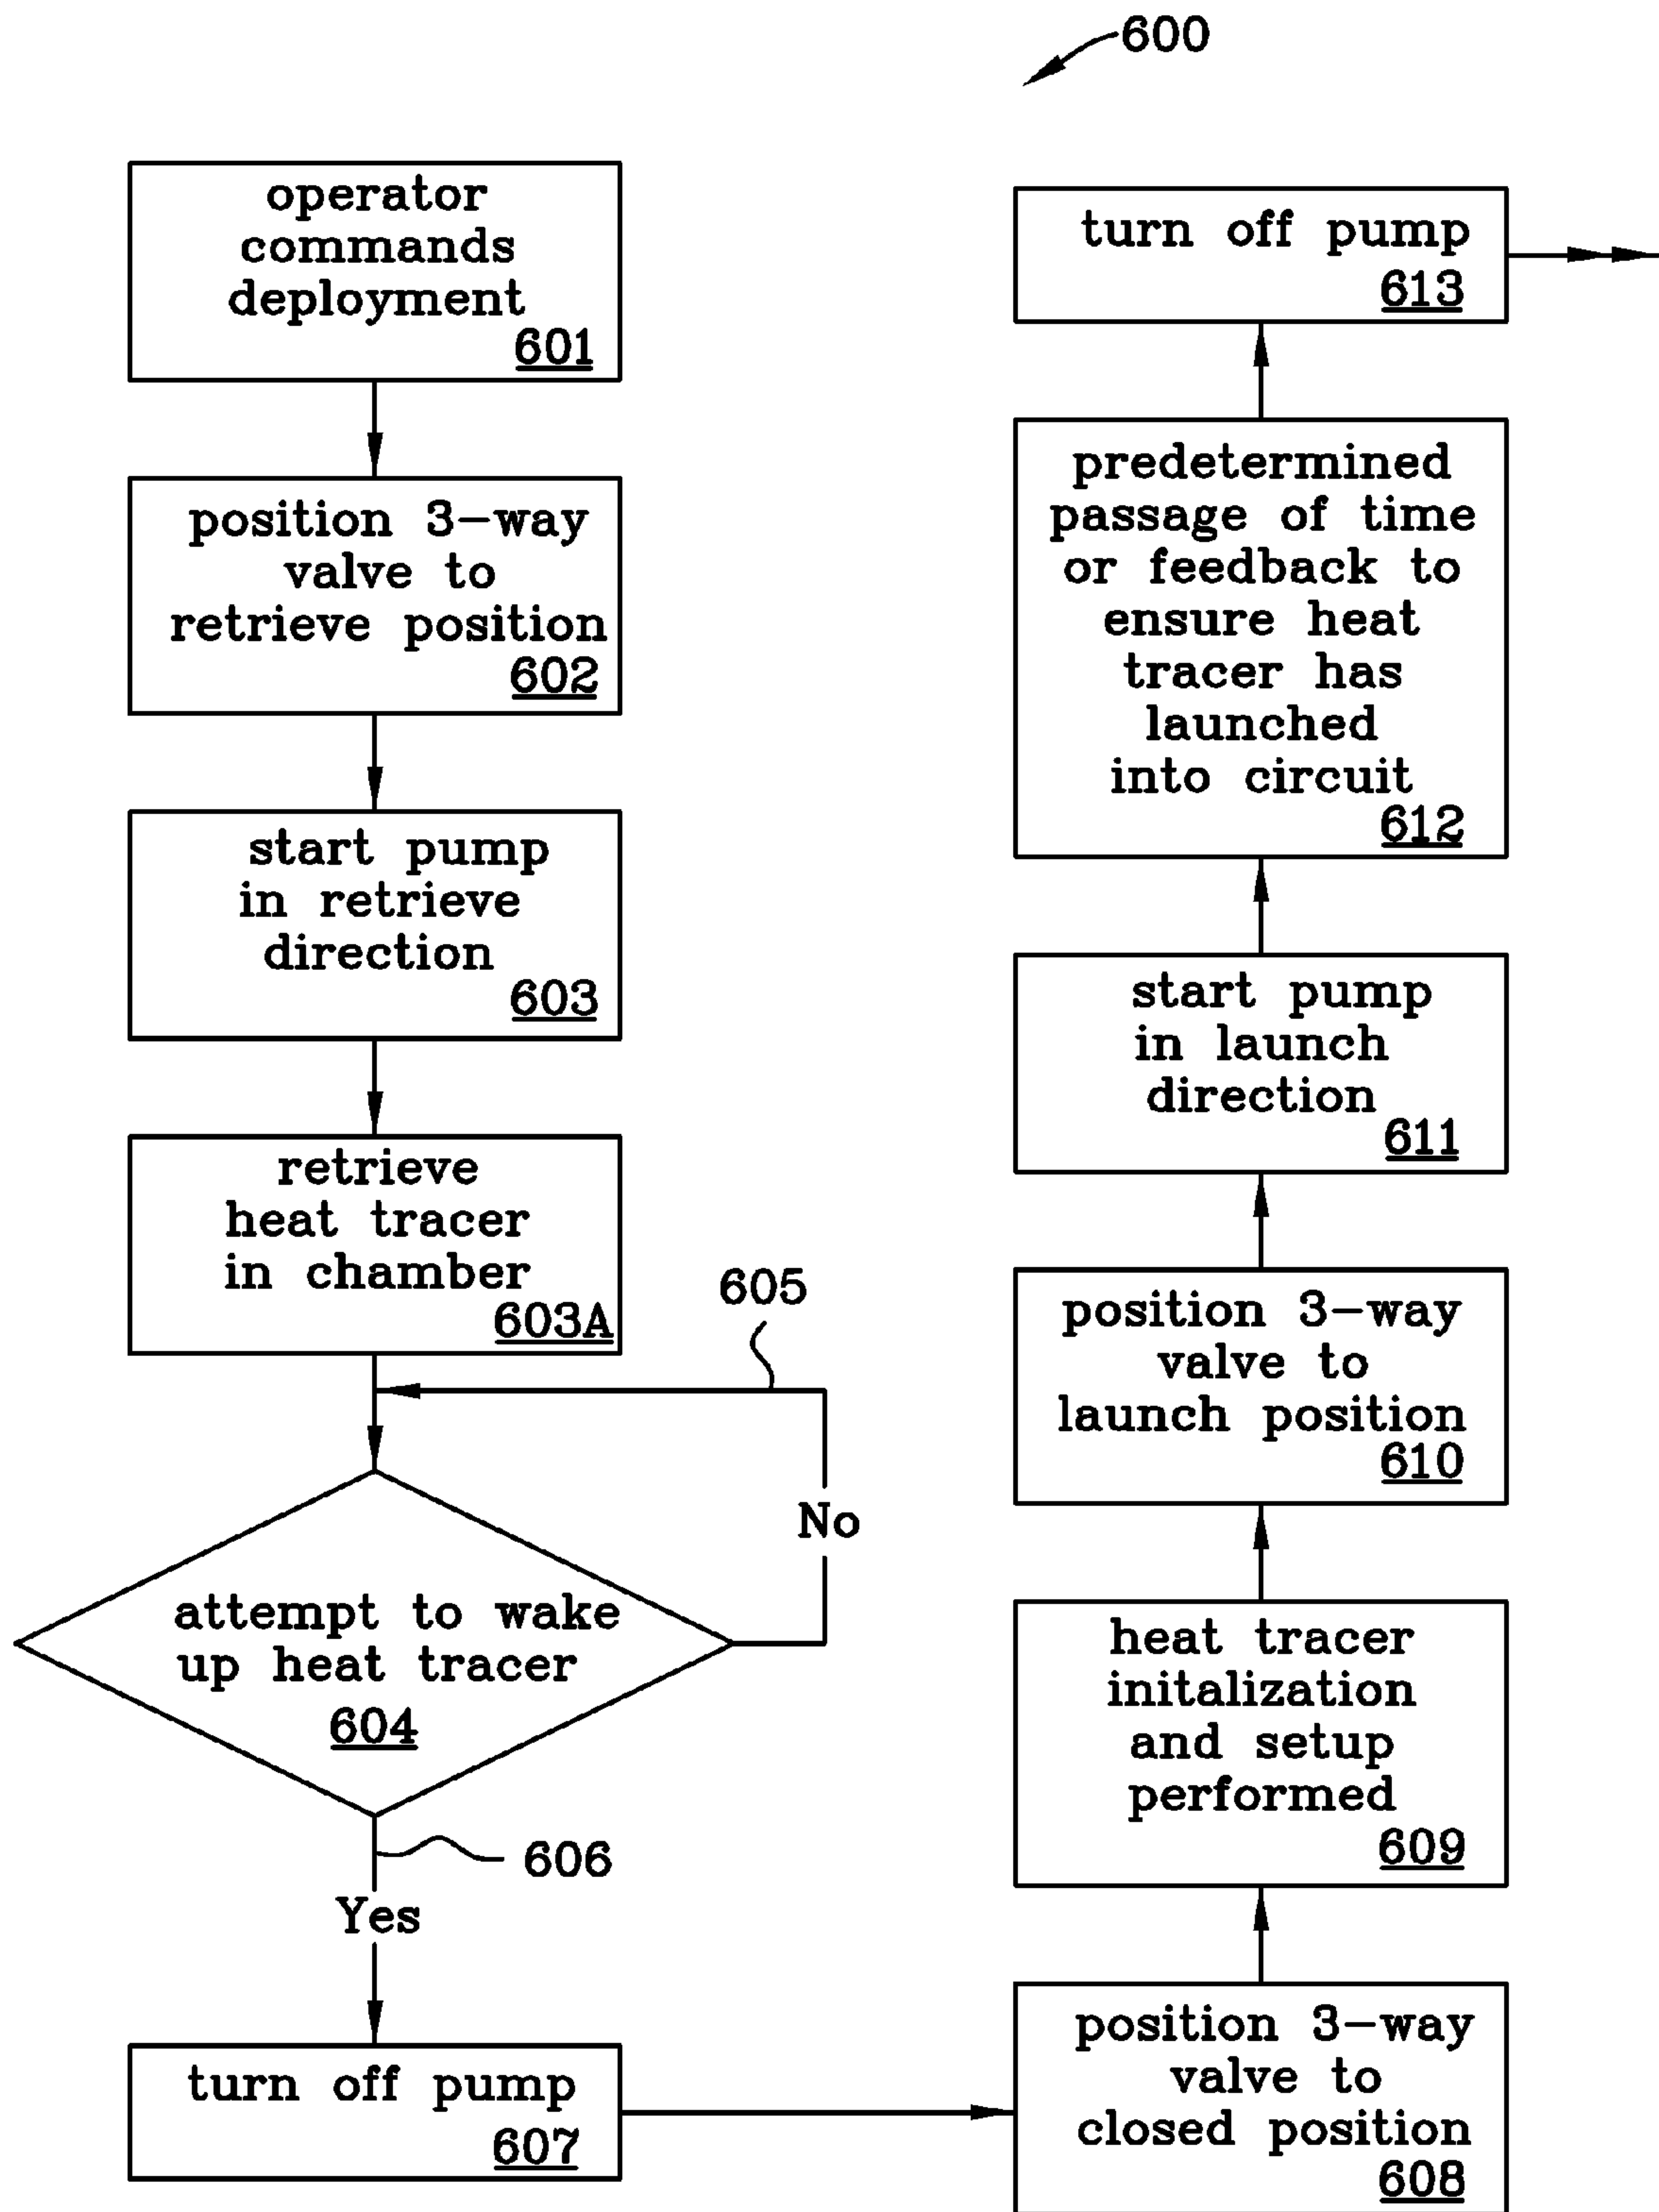 600
operator
commands
deployment
601
position 3-way
valve to
retrieve position
602
start pump
in retrieve
direction
603
retrieve
heat tracer
in chamber
603A
605
No
attempt to wake
up heat tracer
604
606
Yes
turn off pump
607
position 3-way
valve to
closed position
608
heat tracer
initalization
and setup
performed
609
position 3-way
valve to
launch position
610
start pump
in launch
direction
611
predetermined
passage of time
or feedback to
ensure heat
tracer has
launched
into circuit
612
turn off pump
613